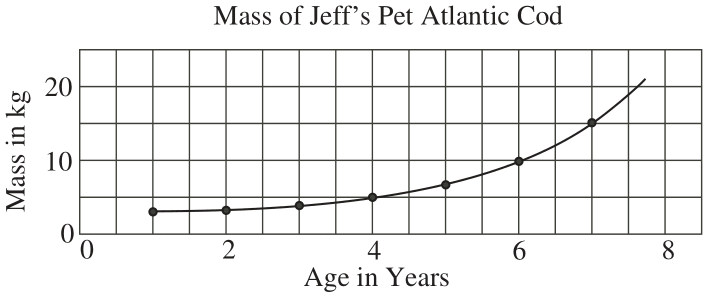 Mass of Jeff's Pet Atlantic Cod
Mass in kg
20
10
0
0 2 4 6 8
Age in Years